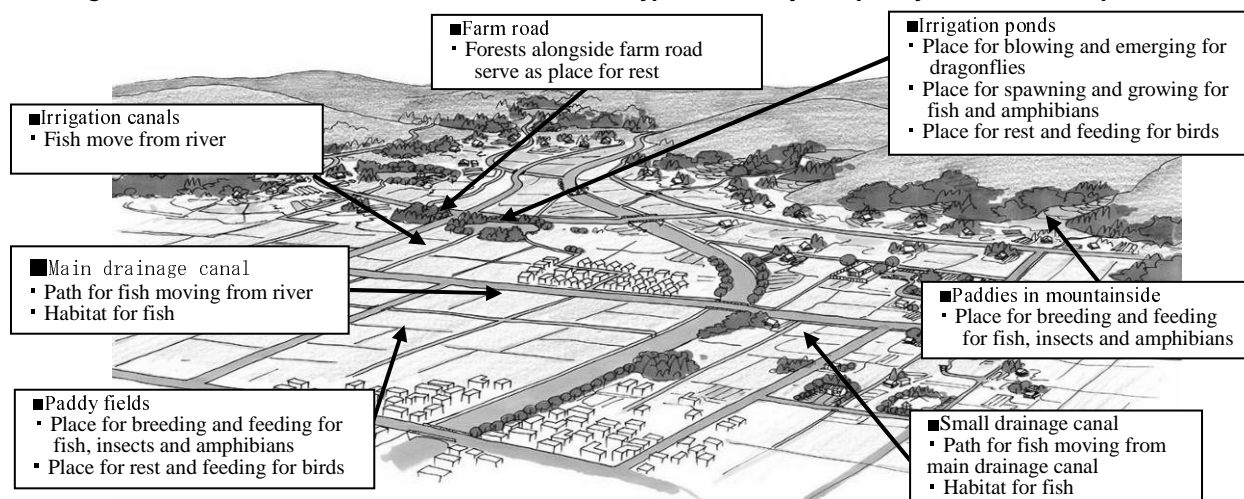 ■Farm road
・Forests alongside farm road
serve as place for rest
■Irrigation ponds
・Place for blowing and emerging for
dragonflies
・Place for spawning and growing for
fish and amphibians
・Place for rest and feeding for birds
■Irrigation canals
・Fish move from river
■Main drainage canal
・Path for fish moving from river
・Habitat for fish
■Paddies in mountainside
・Place for breeding and feeding
for fish, insects and amphibians
■Paddy fields
・Place for breeding and feeding for
fish, insects and amphibians
・Place for rest and feeding for birds
■Small drainage canal
・Path for fish moving from
main drainage canal
・Habitat for fish